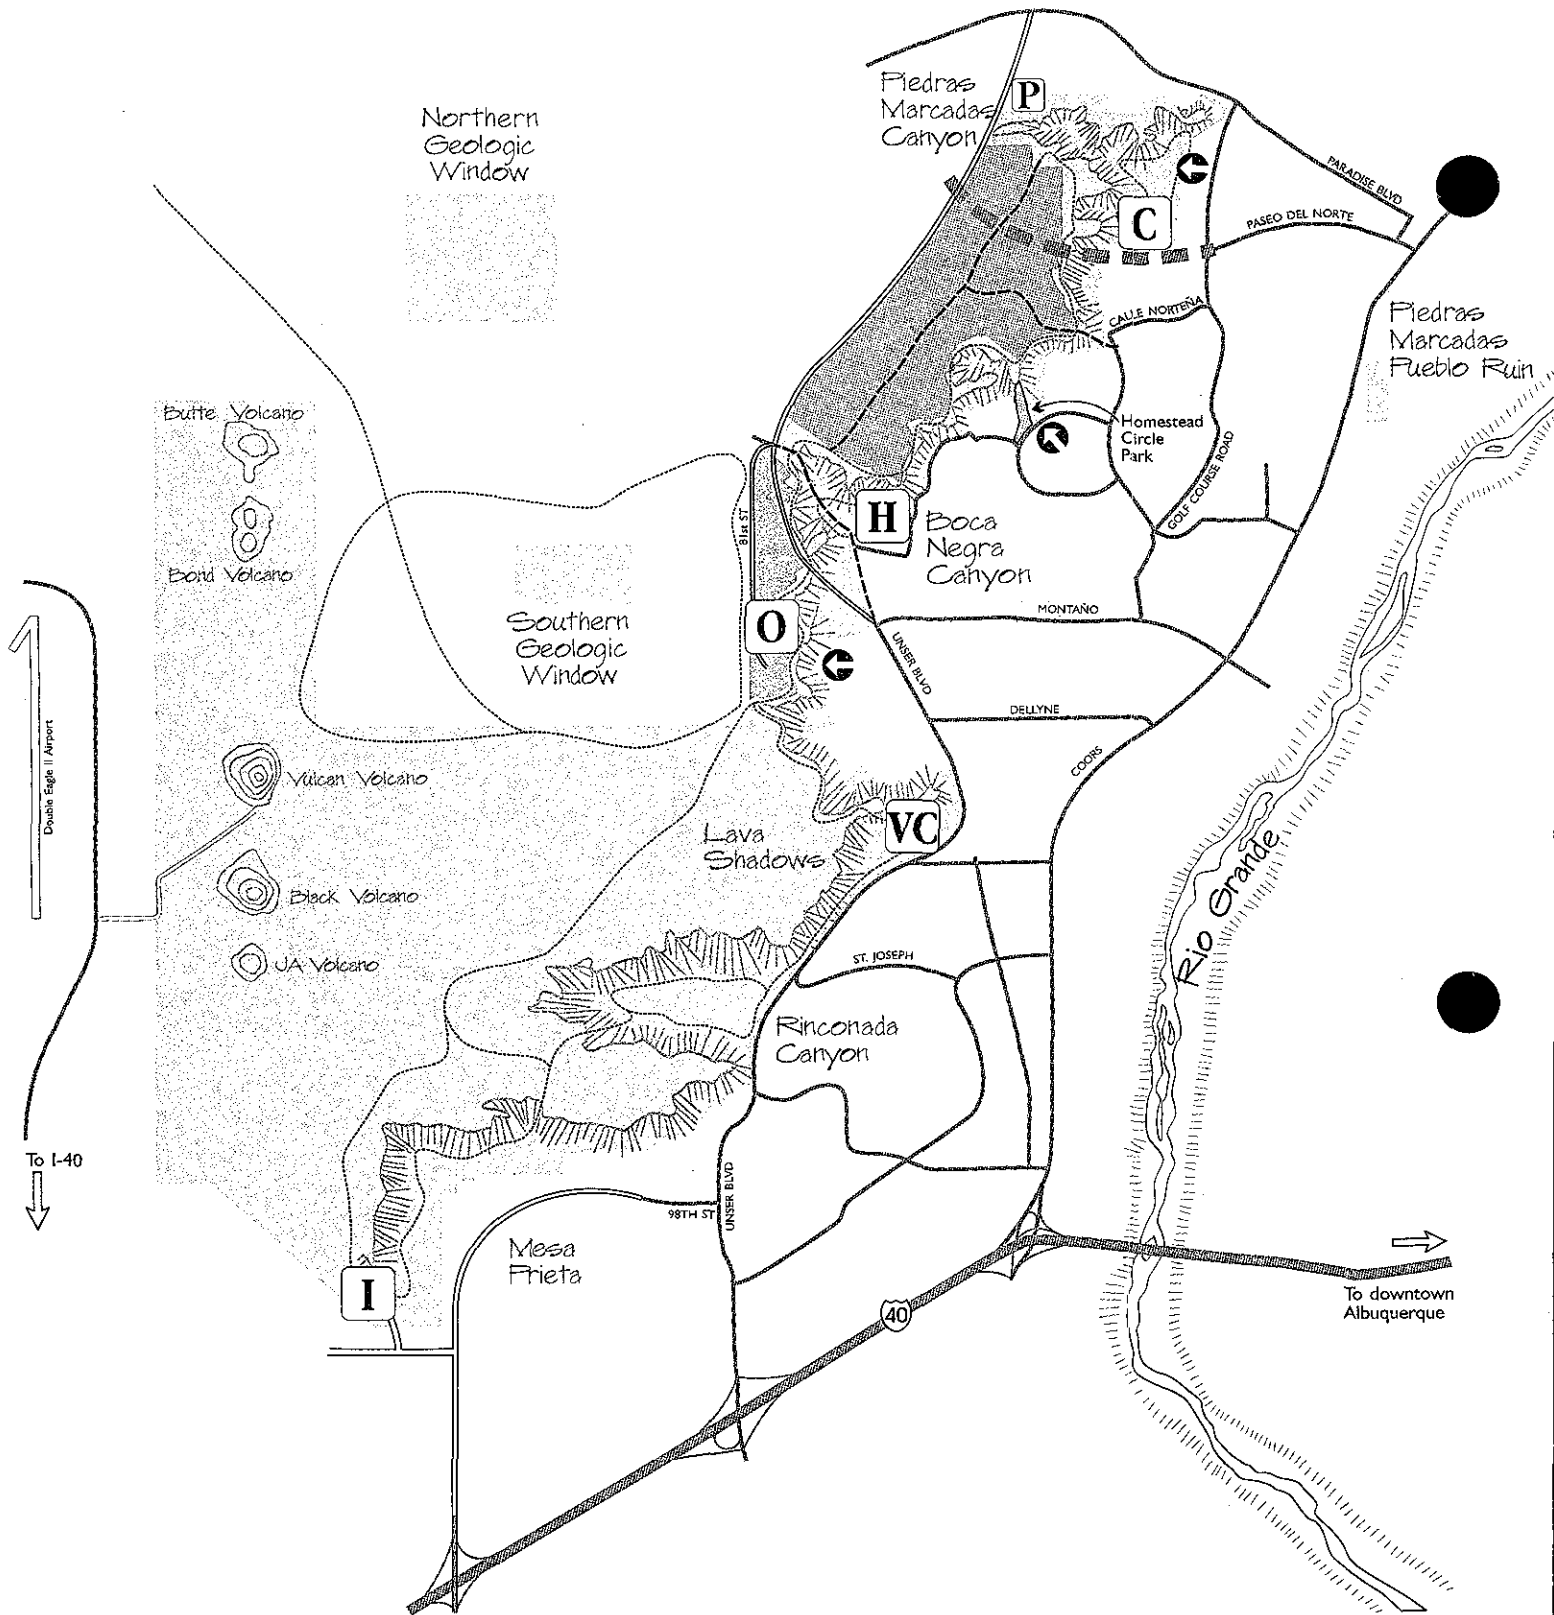 Northern
Geologic
Window
Piedras
Marcadas
Canyon
P
C
PARADISE BLVD
PASEO DEL NORTE
CALLE NORTEÑA
Piedras
Marcadas
Pueblo Ruin
Homestead
Circle
Park
GOLF COURSE ROAD
Butte Volcano
Bond Volcano
81st ST
H
Boca
Negra
Canyon
MONTAÑO
O
Southern
Geologic
Window
UNSER BLVD
DELLYNE
COORS
Double Eagle II Airport
Vulcan Volcano
Lava
Shadows
VC
Black Volcano
JA Volcano
Rio Grande
ST. JOSEPH
Rinconada
Canyon
To I-40
98TH ST
UNSER BLVD
Mesa
Prieta
I
40
To downtown
Albuquerque